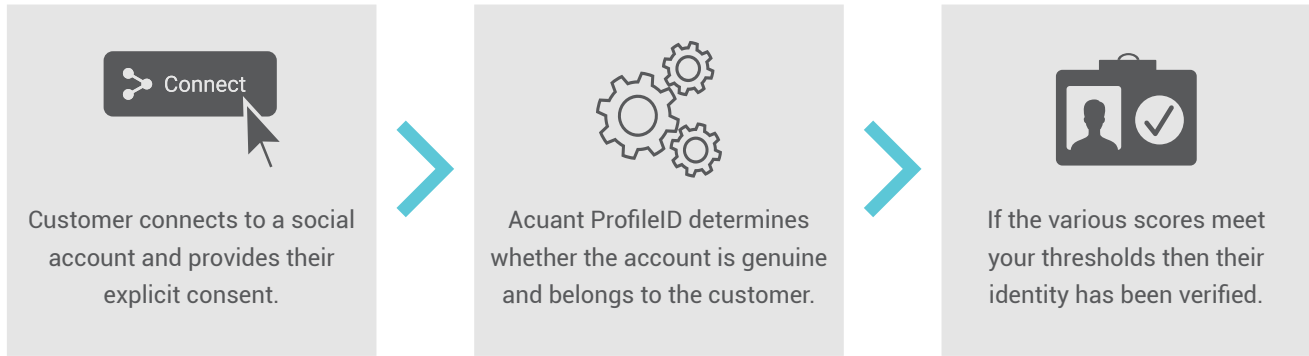 Connect
Customer connects to a social
account and provides their
explicit consent.
Acuant ProfileID determines
whether the account is genuine
and belongs to the customer.
If the various scores meet
your thresholds then their
identity has been verified.